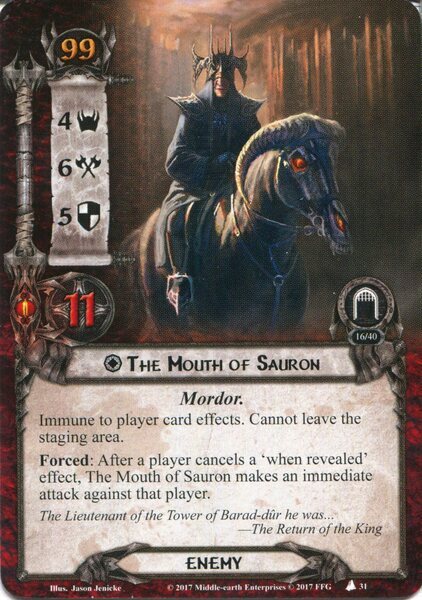 99
4
6
5
11
16/40
The Mouth of Sauron
Mordor.
Immune to player card effects. Cannot leave the
staging area.
Forced: After a player cancels a ‘when revealed’
effect, The Mouth of Sauron makes an immediate
attack against that player.
The Lieutenant of the Tower of Barad-dûr he was...
—The Return of the King
ENEMY
Illus. Jason Jenicke © 2017 Middle-earth Enterprises © 2017 FFG 31